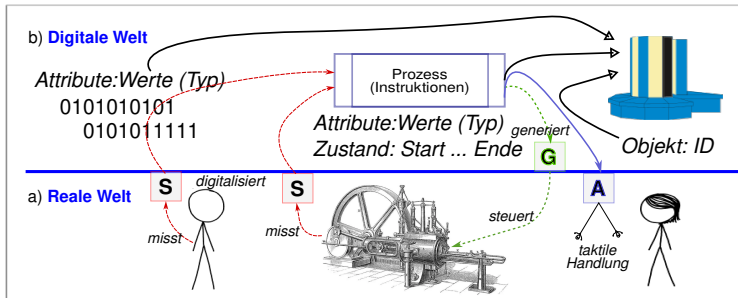 b) Digitale Welt
Attribute:Werte (Typ)
0101010101
0101011111
Prozess
(Instruktionen)
Attribute:Werte (Typ)
Zustand: Start ... Ende
generiert
G
Objekt: ID
S
digitalisiert
S
A
a) Reale Welt
misst
misst
steuert
taktile
Handlung